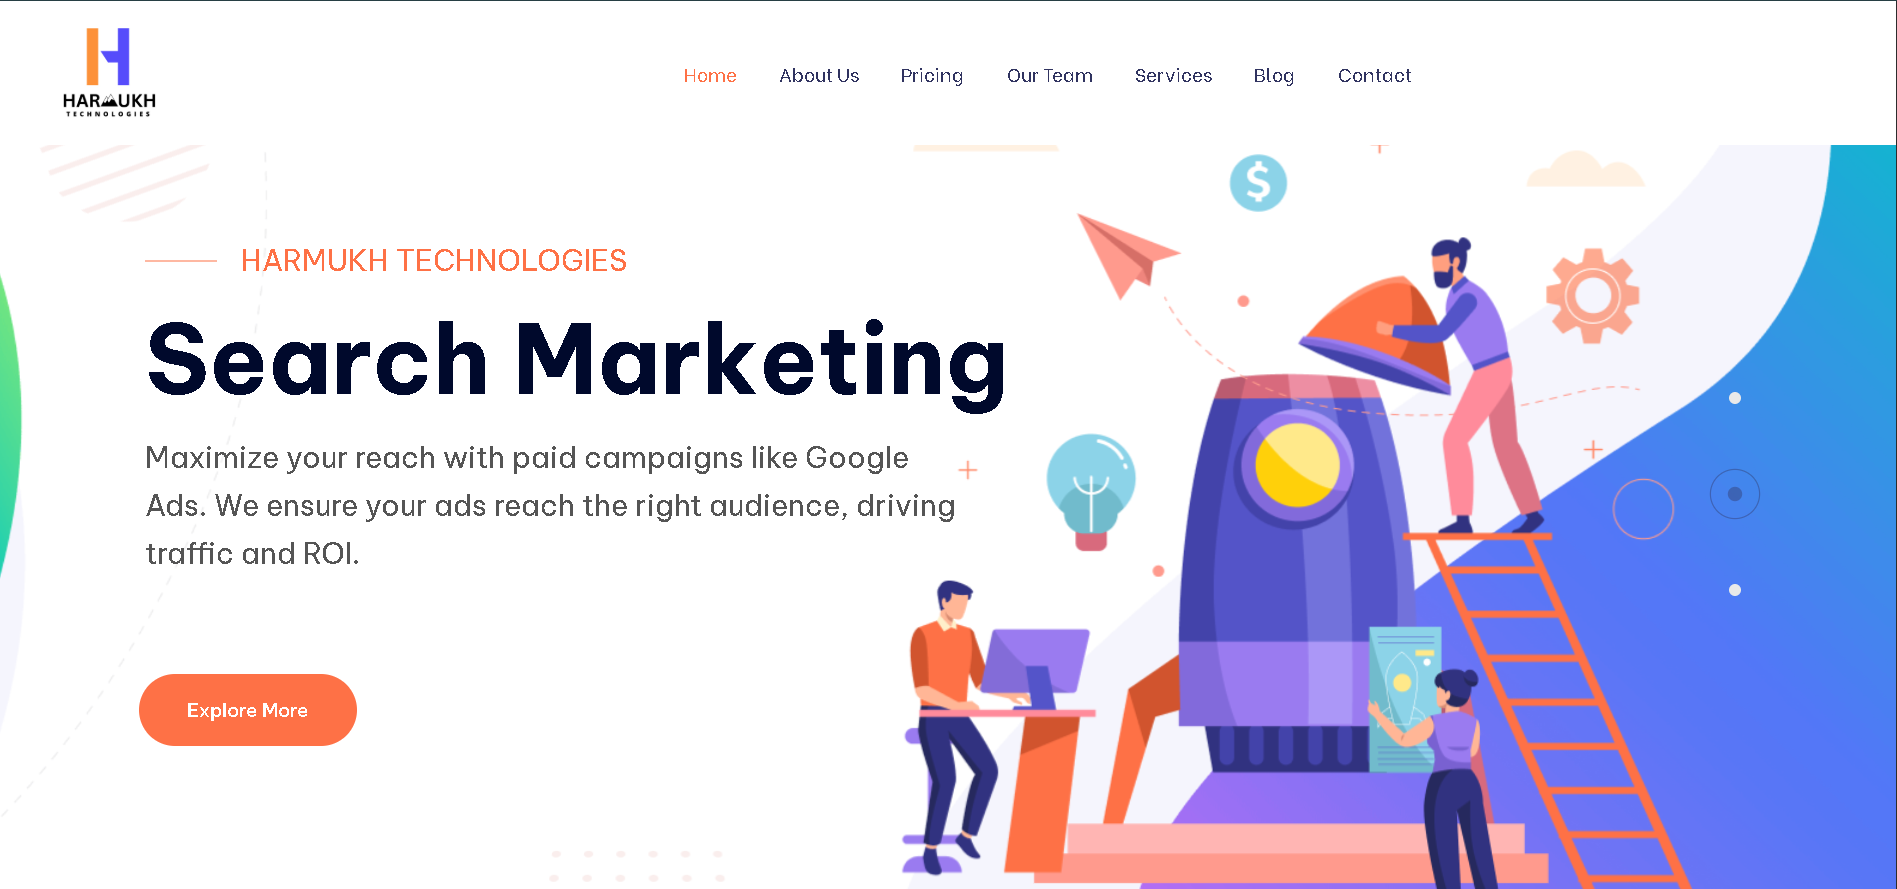 HARMUKH
TECHNOLOGIES
Home About Us Pricing Our Team Services Blog Contact
HARMUKH TECHNOLOGIES
Search Marketing
Maximize your reach with paid campaigns like Google
Ads. We ensure your ads reach the right audience, driving
traffic and ROI.
Explore More
$